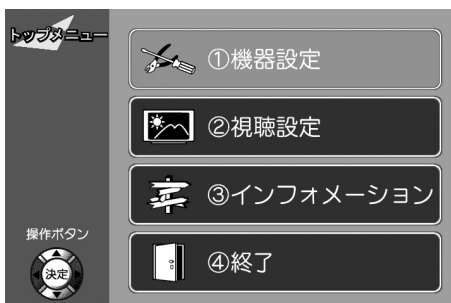 トップメニュー
①機器設定
②視聴設定
③インフォメーション
④終了
操作ボタン
決定